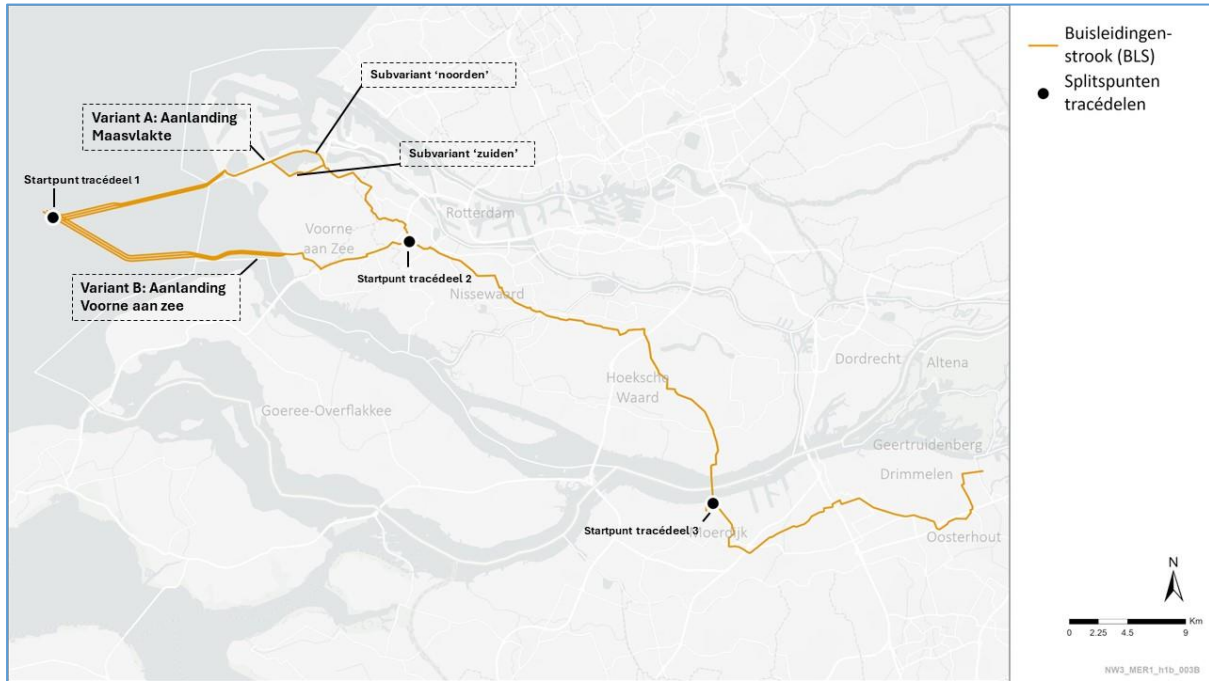 Buisleidingen-
strook (BLS)
Splitspunten
tracédelen
Subvariant ‘noorden’
Variant A: Aanlanding
Maasvlakte
Subvariant ‘zuiden’
Startpunt tracédeel 1
Rotterdam
Voorne
aan Zee
Startpunt tracédeel 2
Variant B: Aanlanding
Voorne aan zee
Nissewaard
Dordrecht
Altena
Hoeksche
Waard
Goeree-Overflakkee
Geertruidenberg
Drimmelen
Startpunt tracédeel 3
Moerdijk
Oosterhout
N
Km
0 2.25 4.5 9
NW3_MER1_h1b_003B